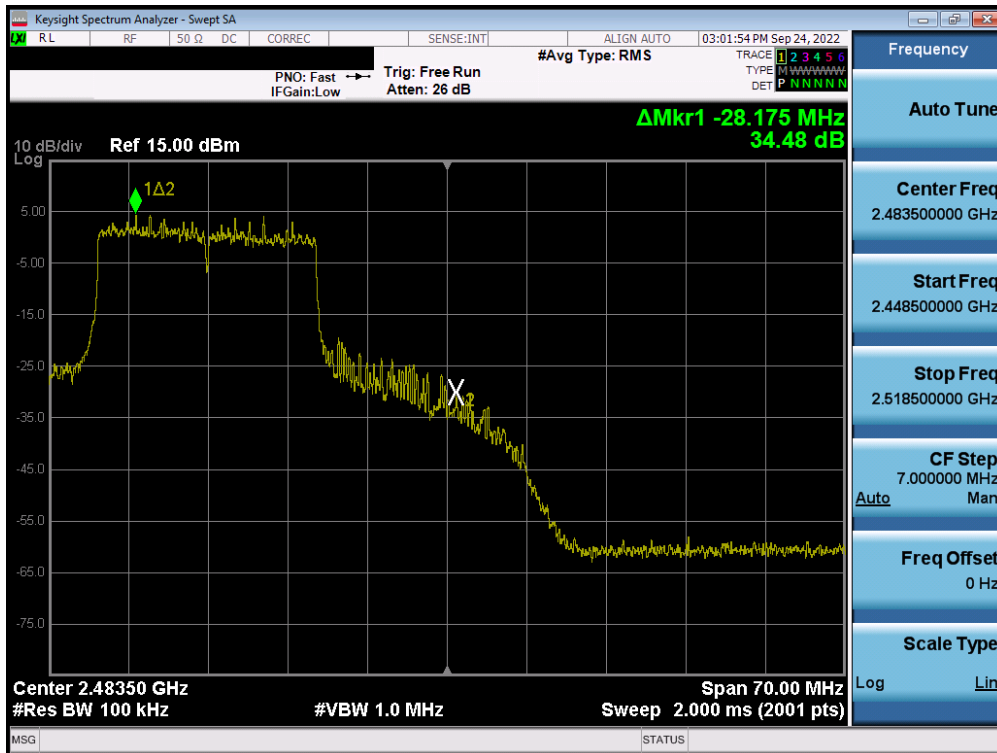 Keysight Spectrum Analyzer - Swept SA
LXI RL RF 50 Ω DC CORREC SENSE:INT ALIGN AUTO 03:01:54 PM Sep 24, 2022
PNO: Fast
IFGain:Low
Trig: Free Run
Atten: 26 dB
#Avg Type: RMS
TRACE 1 2 3 4 5 6
TYPE M W W W W W
DET P N N N N N
ΔMkr1 -28.175 MHz
34.48 dB
10 dB/div Ref 15.00 dBm
Log
1Δ2
5.00
-5.00
-15.0
-25.0
-35.0
-45.0
-55.0
-65.0
-75.0
X2
Center 2.48350 GHz Span 70.00 MHz
#Res BW 100 kHz #VBW 1.0 MHz Sweep 2.000 ms (2001 pts)
MSG STATUS
Frequency
Auto Tune
Center Freq
2.483500000 GHz
Start Freq
2.448500000 GHz
Stop Freq
2.518500000 GHz
CF Step
7.000000 MHz
Auto Man
Freq Offset
0 Hz
Scale Type
Log Lin